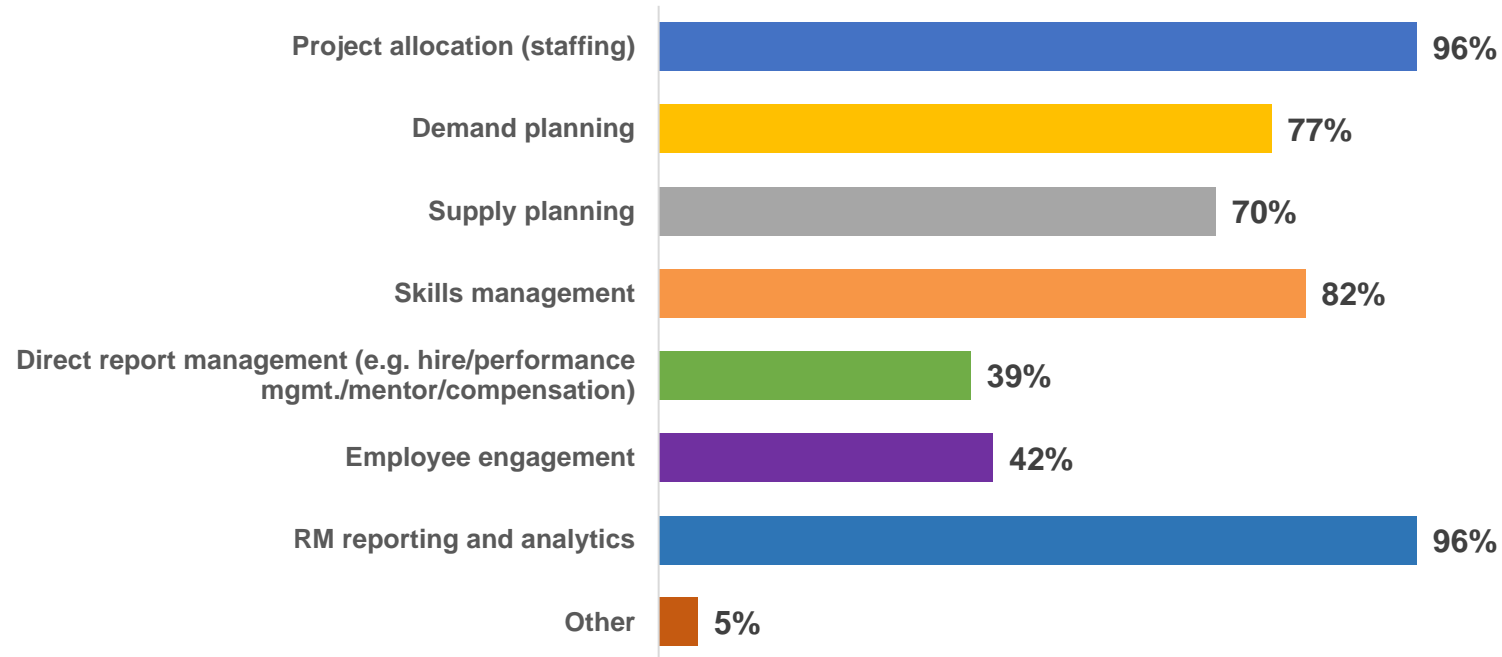 Project allocation (staffing) 96%
Demand planning 77%
Supply planning 70%
Skills management 82%
Direct report management (e.g. hire/performance
mgmt./mentor/compensation) 39%
Employee engagement 42%
RM reporting and analytics 96%
Other 5%